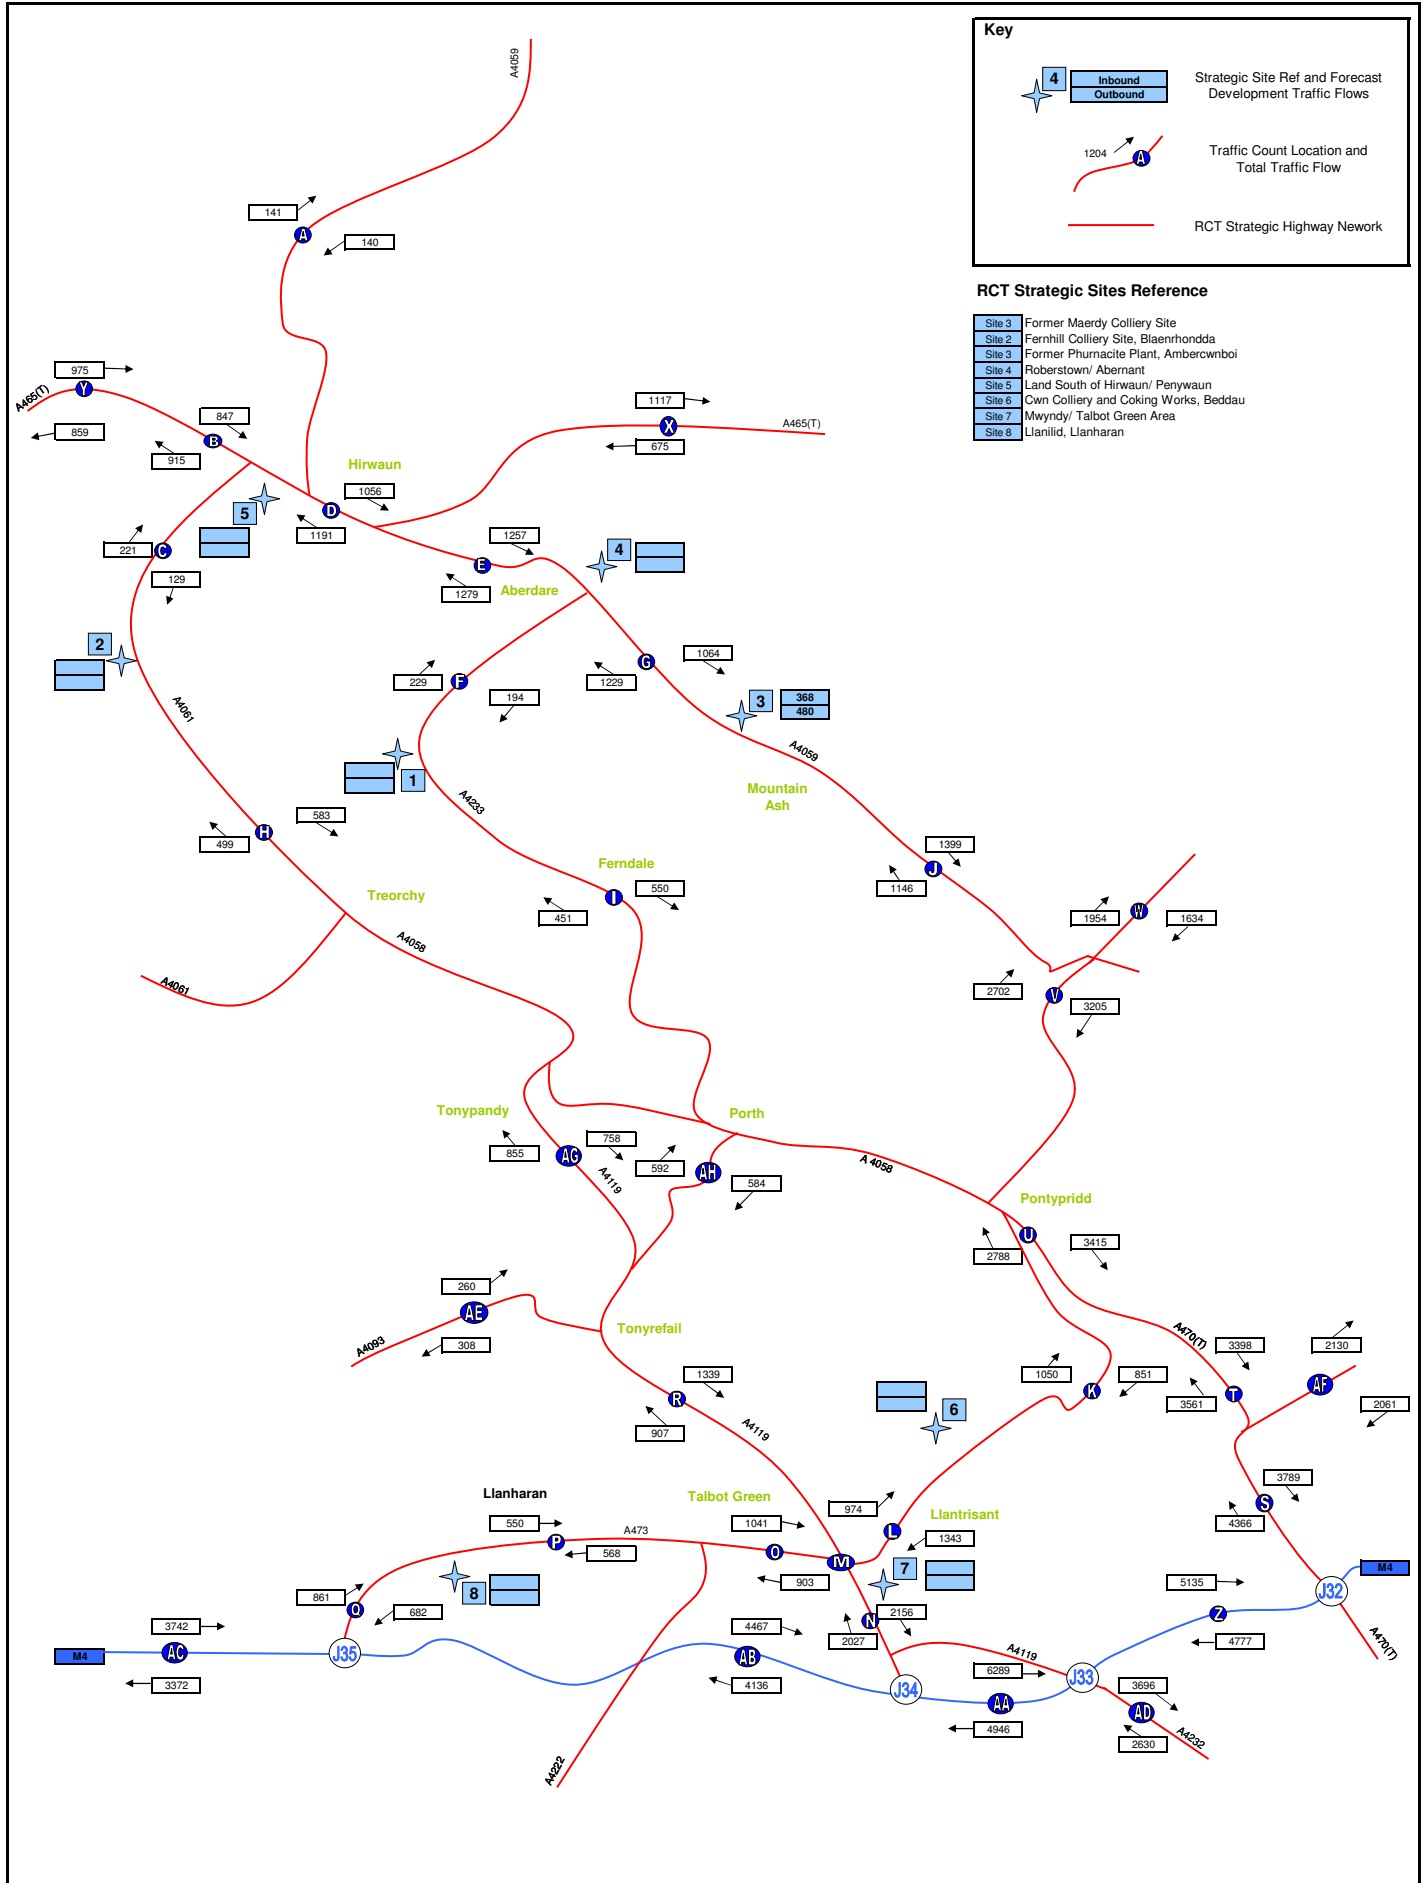 Key
4
Inbound
Outbound
Strategic Site Ref and Forecast
Development Traffic Flows
1204
A
Traffic Count Location and
Total Traffic Flow
RCT Strategic Highway Nework
RCT Strategic Sites Reference
Site 3 Former Maerdy Colliery Site
Site 2 Fernhill Colliery Site, Blaenrhondda
Site 3 Former Phurnacite Plant, Ambercwnboi
Site 4 Roberstown/ Abernant
Site 5 Land South of Hirwaun/ Penywaun
Site 6 Cwn Colliery and Coking Works, Beddau
Site 7 Mwyndy/ Talbot Green Area
Site 8 Llanilid, Llanharan
A4059
141
A
140
975
Y
A465(T)
859
847
B
915
1117
X
A465(T)
675
Hirwaun
1056
D
1191
5
221
C
129
1257
E
1279
4
Aberdare
2
A4061
229
F
194
1064
G
1229
3
368
480
A4059
1
A4233
Mountain
Ash
583
H
499
Ferndale
550
I
451
1399
J
1146
Treorchy
A4058
A4061
1954
W
1634
2702
V
3205
Tonypandy
Porth
758
855
AG
A4119
592
AH
584
A 4058
Pontypridd
U
2788
3415
260
AE
A4093
308
Tonyrefail
1339
R
907
A4119
1050
K
851
6
A470(T)
3398
T
3561
2130
AF
2061
3789
S
4366
Llanharan
550
P
568
A473
Talbot Green
1041
O
903
M
974
L
Llantrisant
1343
7
861
Q
682
8
2156
N
2027
5135
Z
4777
J32
M4
A470(T)
3742
M4
AC
3372
J35
4467
AB
4136
J34
A4119
6289
AA
4946
J33
3696
AD
2630
A4232
A4222